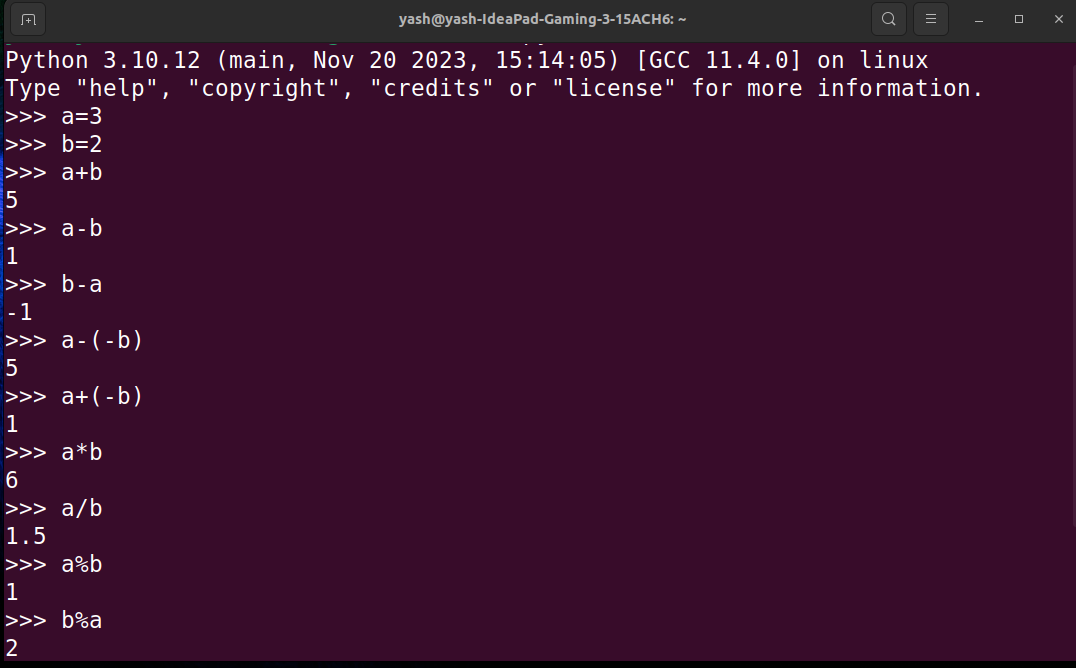 yash@yash-IdeaPad-Gaming-3-15ACH6: ~
Python 3.10.12 (main, Nov 20 2023, 15:14:05) [GCC 11.4.0] on linux
Type "help", "copyright", "credits" or "license" for more information.
>>> a=3
>>> b=2
>>> a+b
5
>>> a-b
1
>>> b-a
-1
>>> a-(-b)
5
>>> a+(-b)
1
>>> a*b
6
>>> a/b
1.5
>>> a%b
1
>>> b%a
2